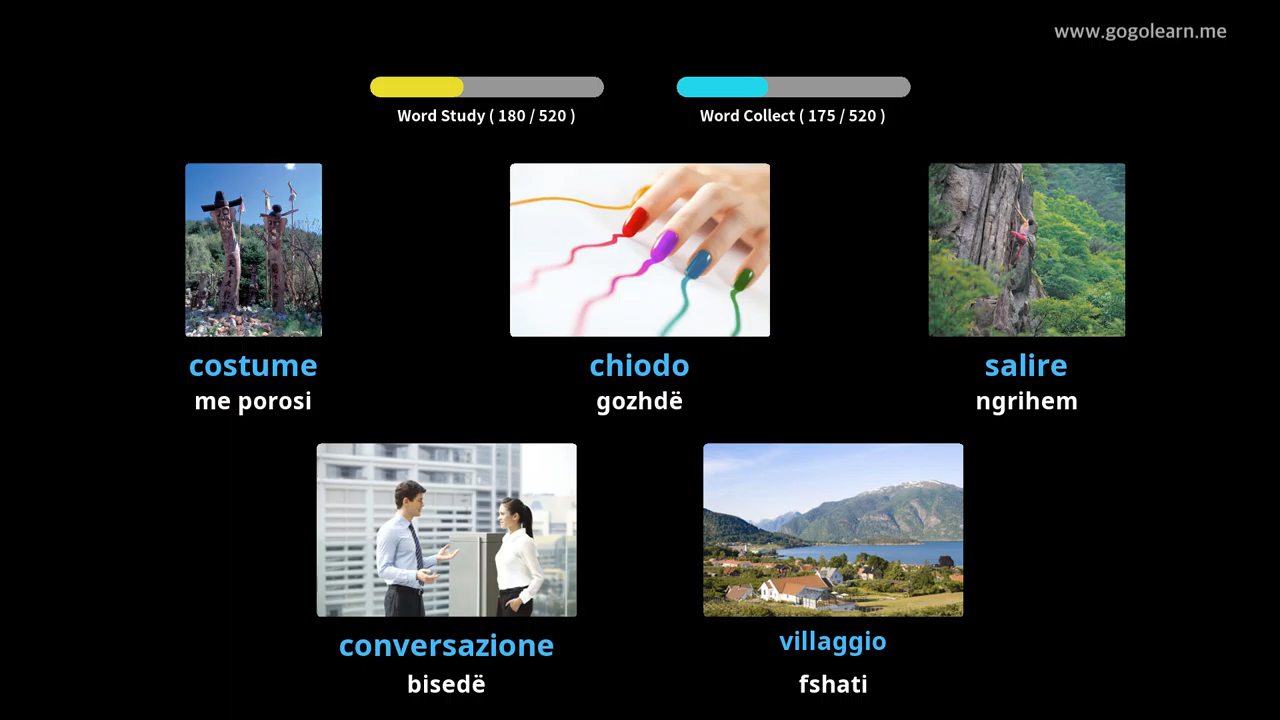 www.gogolearn.me
Word Study ( 180 / 520 )
Word Collect ( 175 / 520 )
costume
me porosi
chiodo
gozhdë
salire
ngrihem
conversazione
bisedë
villaggio
fshati